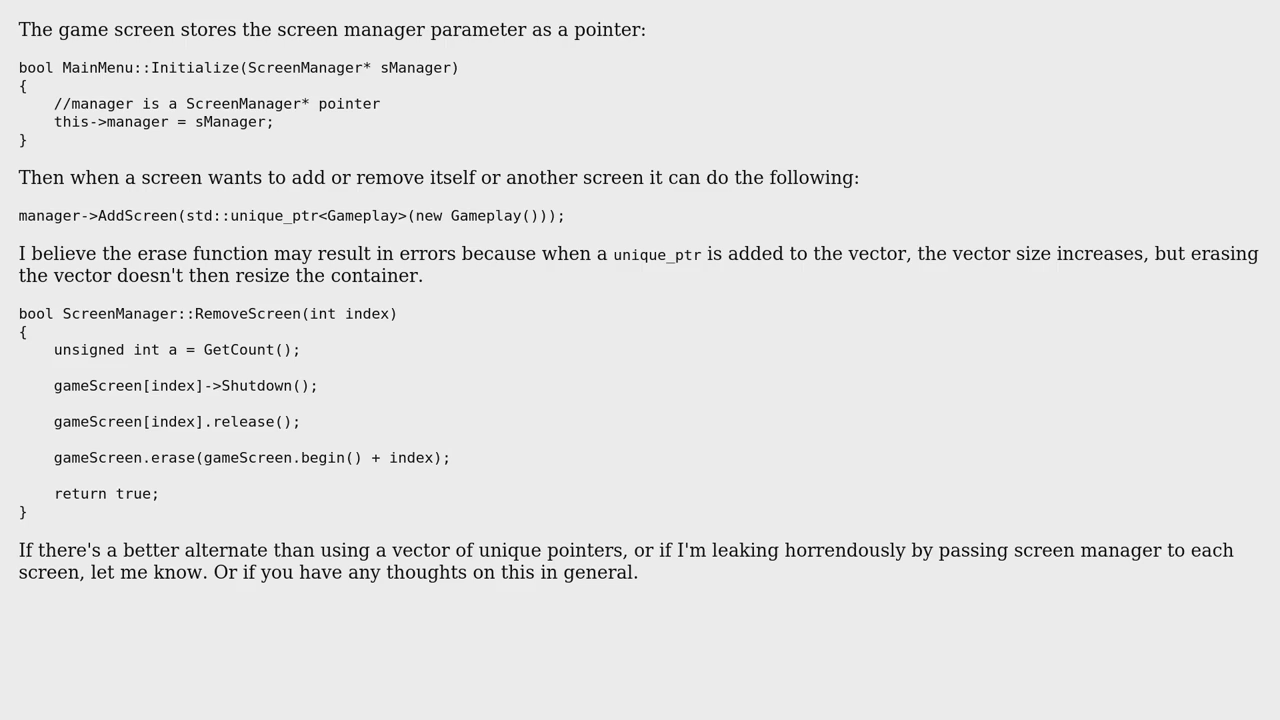 The game screen stores the screen manager parameter as a pointer:
bool MainMenu::Initialize(ScreenManager* sManager)
{
    //manager is a ScreenManager* pointer
    this->manager = sManager;
}
Then when a screen wants to add or remove itself or another screen it can do the following:
manager->AddScreen(std::unique_ptr<Gameplay>(new Gameplay()));
I believe the erase function may result in errors because when a unique_ptr is added to the vector, the vector size increases, but erasing
the vector doesn't then resize the container.
bool ScreenManager::RemoveScreen(int index)
{
    unsigned int a = GetCount();
    gameScreen[index]->Shutdown();
    gameScreen[index].release();
    gameScreen.erase(gameScreen.begin() + index);
    return true;
}
If there's a better alternate than using a vector of unique pointers, or if I'm leaking horrendously by passing screen manager to each
screen, let me know. Or if you have any thoughts on this in general.